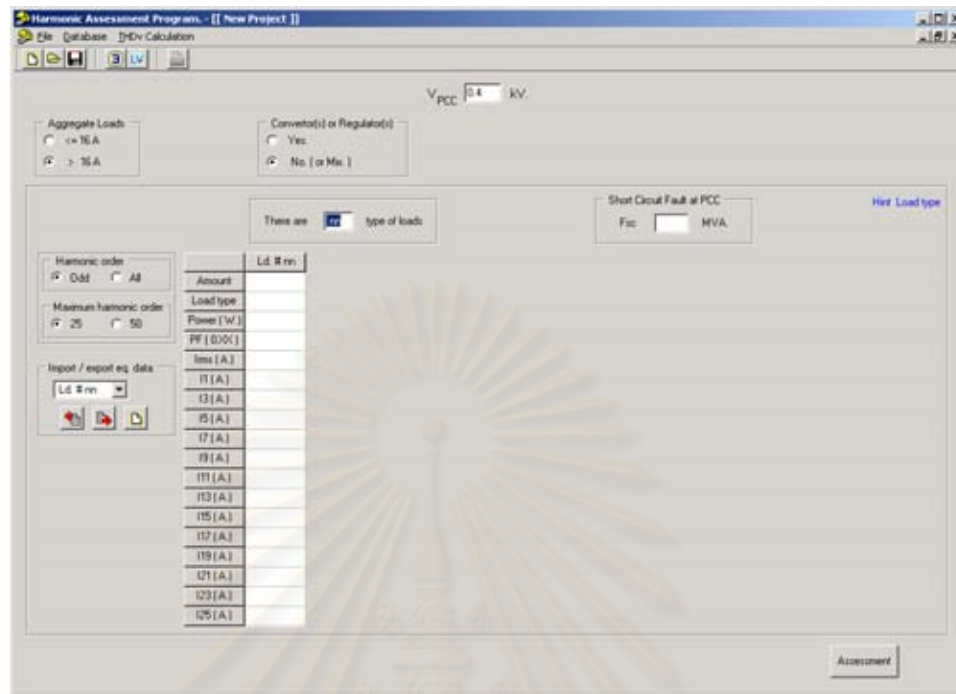 Harmonic Assessment Program. - [[ New Project ]]
File Database THDv Calculation
3 LV
VPCC 0.4 kV.
Aggregate Loads
<= 16 A
> 16 A
Convertor(s) or Regulator(s)
Yes.
No. ( or Mix. )
There are nn type of loads
Short Circuit Fault at PCC
Fsc MVA.
Hint Load type
Harmonic order
Odd All
Maximum harmonic order
25 50
Import / export eq. data
Ld. # nn
Ld. # nn
Amount
Load type
Power ( W.)
PF ( 0.XX )
Irms ( A.)
I1 ( A.)
I3 ( A.)
I5 ( A.)
I7 ( A.)
I9 ( A.)
I11 ( A.)
I13 ( A.)
I15 ( A.)
I17 ( A.)
I19 ( A.)
I21 ( A.)
I23 ( A.)
I25 ( A.)
Assessment